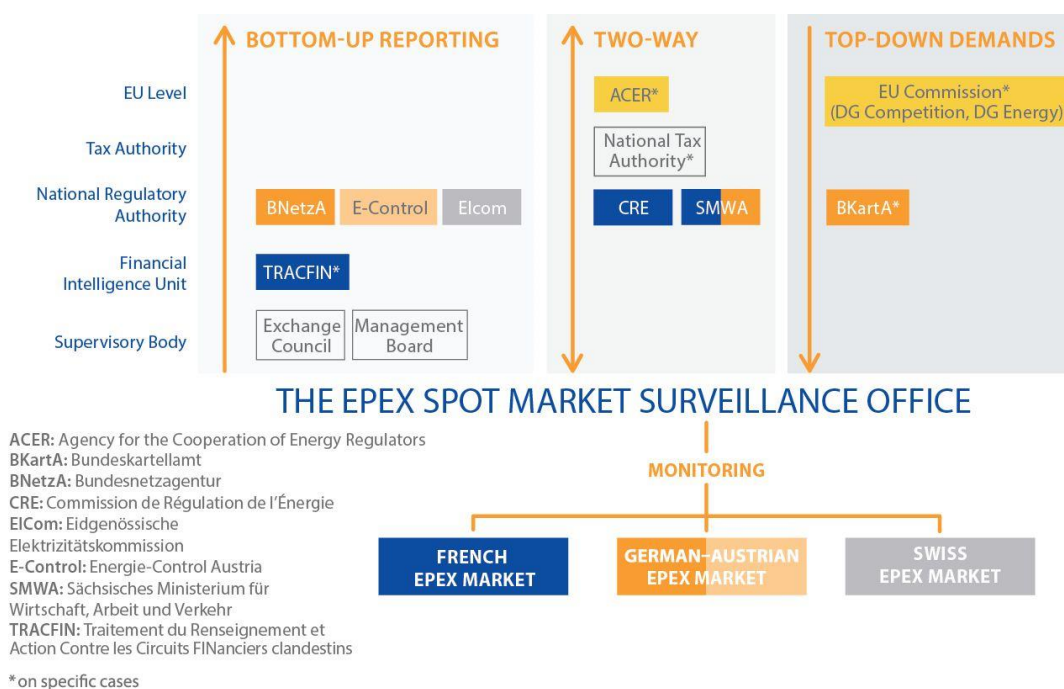 BOTTOM-UP REPORTING
TWO-WAY
TOP-DOWN DEMANDS
EU Level
ACER*
EU Commission*
(DG Competition, DG Energy)
Tax Authority
National Tax
Authority*
National Regulatory
Authority
BNetzA
E-Control
Elcom
CRE
SMWA
BKartA*
Financial
Intelligence Unit
TRACFIN*
Supervisory Body
Exchange
Council
Management
Board
THE EPEX SPOT MARKET SURVEILLANCE OFFICE
ACER: Agency for the Cooperation of Energy Regulators
BKartA: Bundeskartellamt
BNetzA: Bundesnetzagentur
CRE: Commission de Régulation de l'Énergie
ElCom: Eidgenössische
Elektrizitätskommission
E-Control: Energie-Control Austria
SMWA: Sächsisches Ministerium für
Wirtschaft, Arbeit und Verkehr
TRACFIN: Traitement du Renseignement et
Action Contre les Circuits FINanciers clandestins
*on specific cases
MONITORING
FRENCH
EPEX MARKET
GERMAN–AUSTRIAN
EPEX MARKET
SWISS
EPEX MARKET